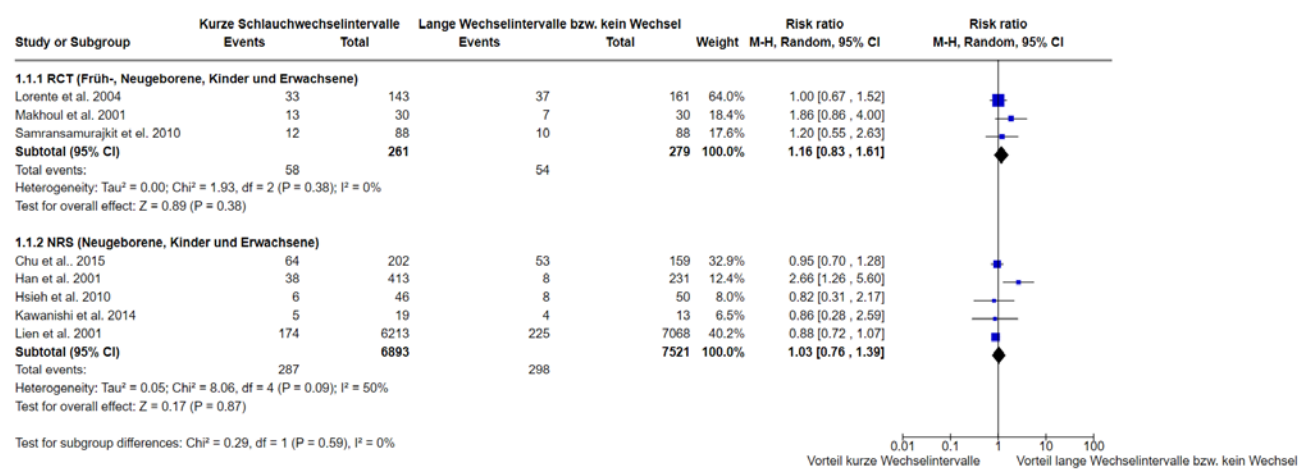 Kurze Schlauchwechselintervalle Lange Wechselintervalle bzw. kein Wechsel Risk ratio Risk ratio
Study or Subgroup Events Total Events Total Weight M-H, Random, 95% CI M-H, Random, 95% CI
1.1.1 RCT (Früh-, Neugeborene, Kinder und Erwachsene)
Lorente et al. 2004 33 143 37 161 64.0% 1.00 [0.67 , 1.52]
Makhoul et al. 2001 13 30 7 30 18.4% 1.86 [0.86 , 4.00]
Samransamurajkit et el. 2010 12 88 10 88 17.6% 1.20 [0.55 , 2.63]
Subtotal (95% CI) 261 279 100.0% 1.16 [0.83 , 1.61]
Total events: 58 54
Heterogeneity: Tau² = 0.00; Chi² = 1.93, df = 2 (P = 0.38); I² = 0%
Test for overall effect: Z = 0.89 (P = 0.38)
1.1.2 NRS (Neugeborene, Kinder und Erwachsene)
Chu et al.. 2015 64 202 53 159 32.9% 0.95 [0.70 , 1.28]
Han et al. 2001 38 413 8 231 12.4% 2.66 [1.26 , 5.60]
Hsieh et al. 2010 6 46 8 50 8.0% 0.82 [0.31 , 2.17]
Kawanishi et al. 2014 5 19 4 13 6.5% 0.86 [0.28 , 2.59]
Lien et al. 2001 174 6213 225 7068 40.2% 0.88 [0.72 , 1.07]
Subtotal (95% CI) 6893 7521 100.0% 1.03 [0.76 , 1.39]
Total events: 287 298
Heterogeneity: Tau² = 0.05; Chi² = 8.06, df = 4 (P = 0.09); I² = 50%
Test for overall effect: Z = 0.17 (P = 0.87)
Test for subgroup differences: Chi² = 0.29, df = 1 (P = 0.59), I² = 0%
0.01 0.1 1 10 100
Vorteil kurze Wechselintervalle Vorteil lange Wechselintervalle bzw. kein Wechsel